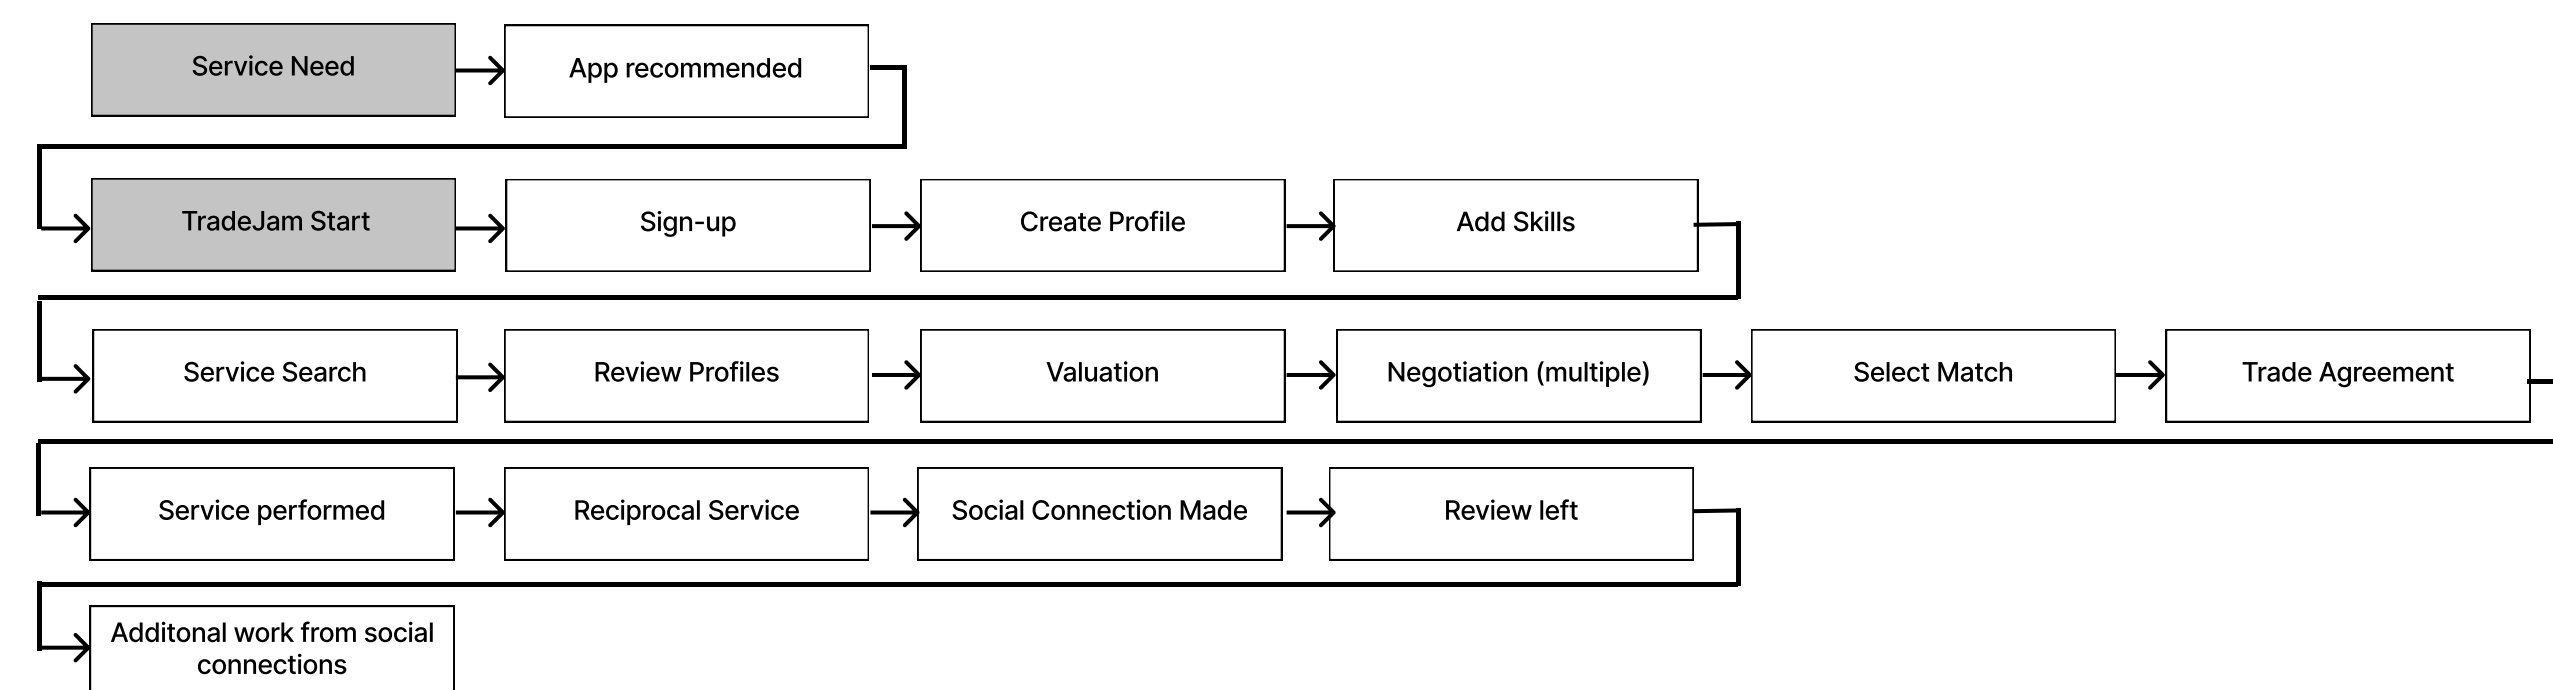 Service Need
App recommended
TradeJam Start
Sign-up
Create Profile
Add Skills
Service Search
Review Profiles
Valuation
Negotiation (multiple)
Select Match
Trade Agreement
Service performed
Reciprocal Service
Social Connection Made
Review left
Additonal work from social
connections